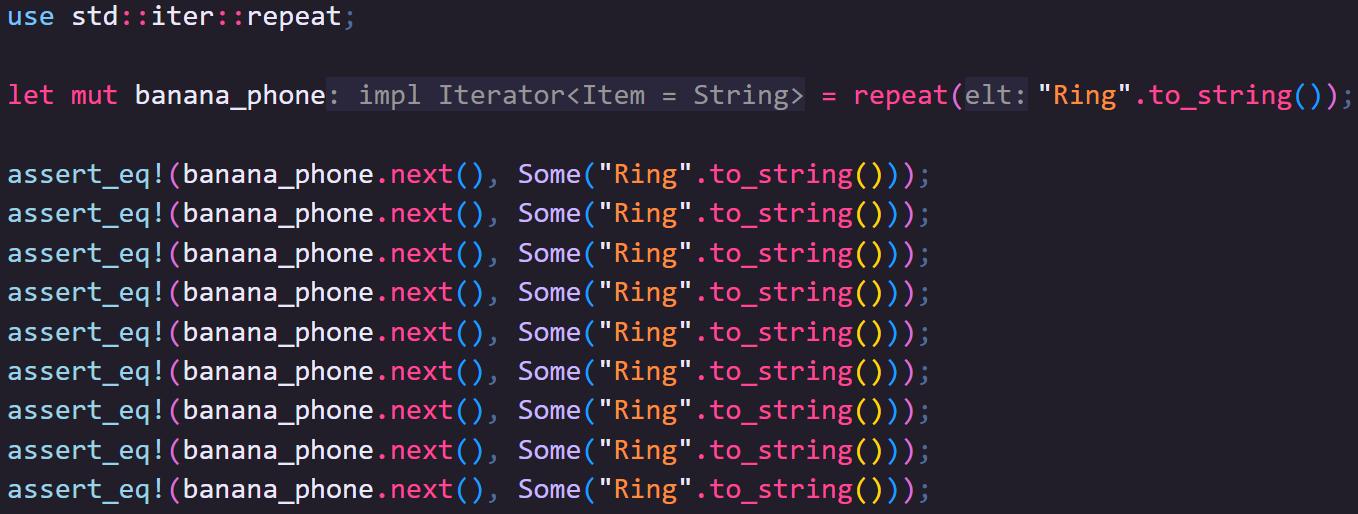 use std::iter::repeat;
let mut banana_phone: impl Iterator<Item = String> = repeat(elt: "Ring".to_string());
assert_eq!(banana_phone.next(), Some("Ring".to_string()));
assert_eq!(banana_phone.next(), Some("Ring".to_string()));
assert_eq!(banana_phone.next(), Some("Ring".to_string()));
assert_eq!(banana_phone.next(), Some("Ring".to_string()));
assert_eq!(banana_phone.next(), Some("Ring".to_string()));
assert_eq!(banana_phone.next(), Some("Ring".to_string()));
assert_eq!(banana_phone.next(), Some("Ring".to_string()));
assert_eq!(banana_phone.next(), Some("Ring".to_string()));
assert_eq!(banana_phone.next(), Some("Ring".to_string()));